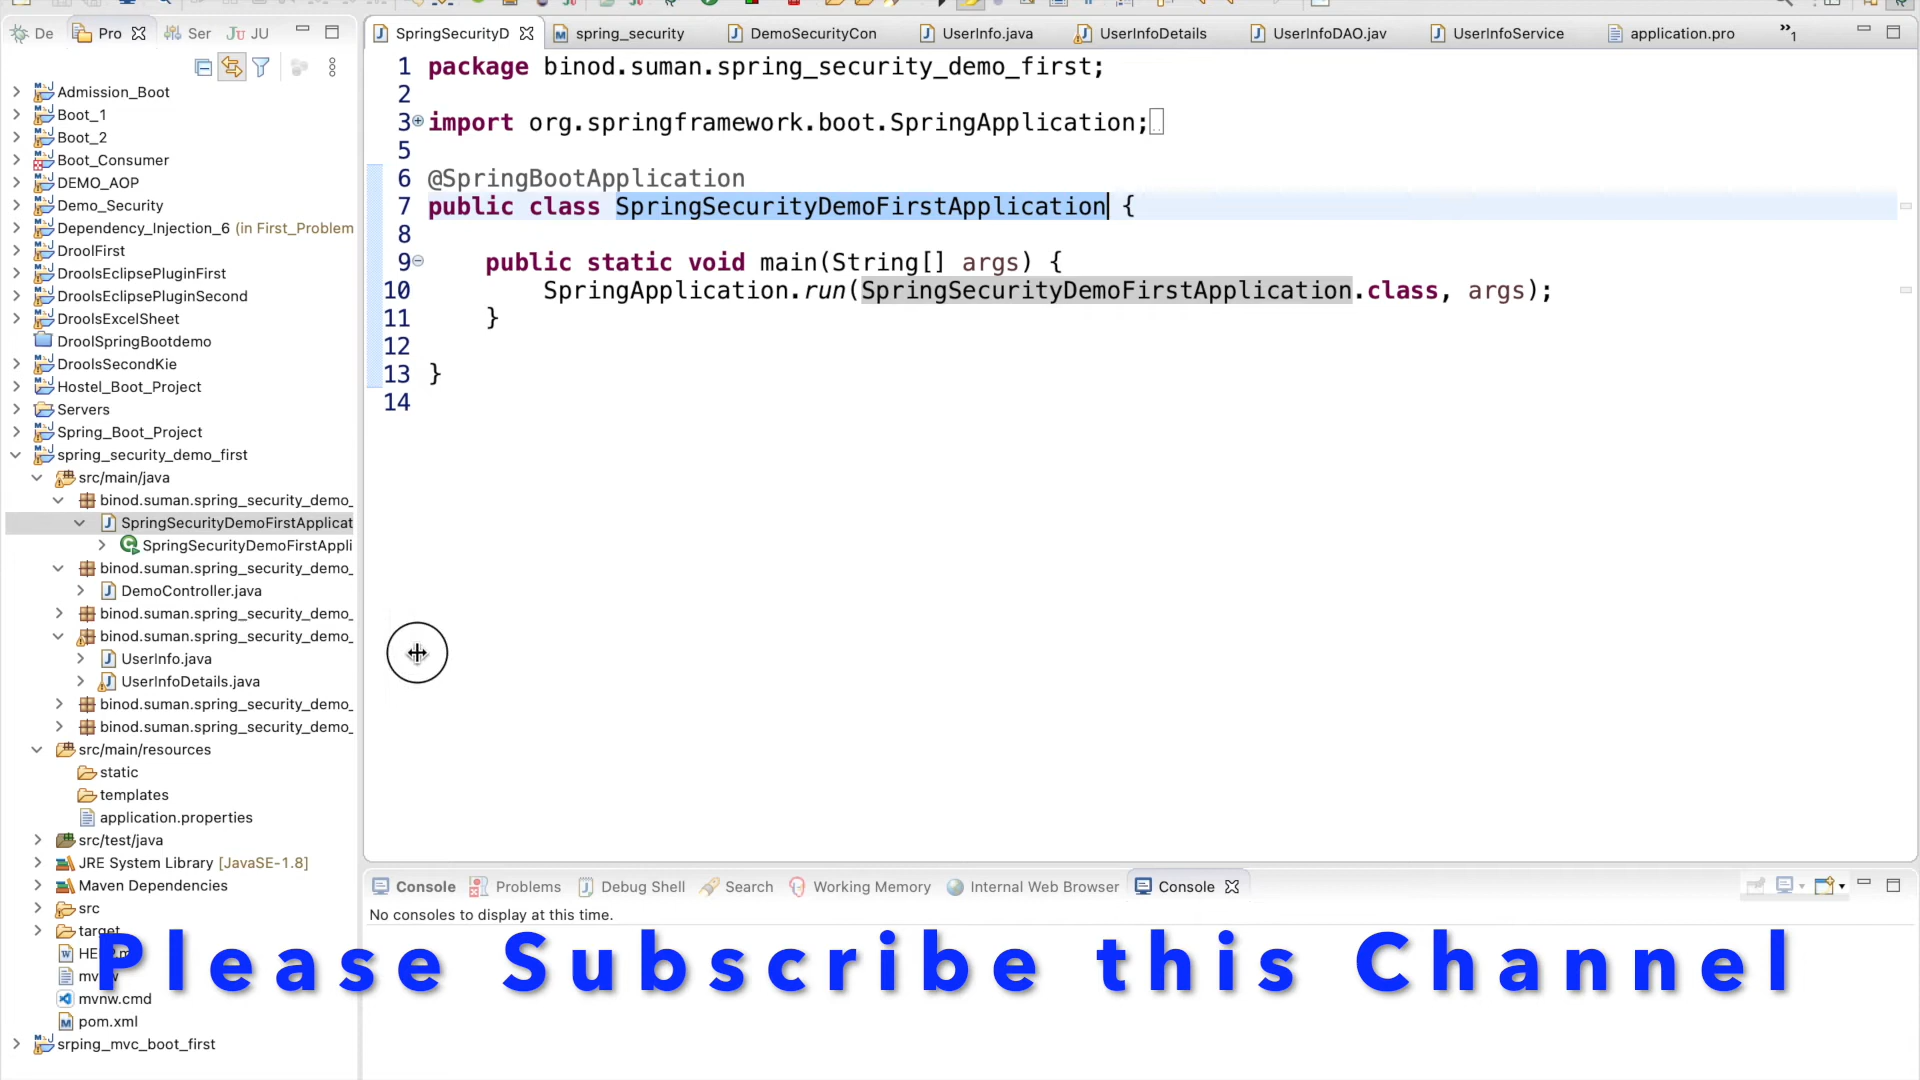 De
Pro
Ser
JU
SpringSecurityD
spring_security
DemoSecurityCon
UserInfo.java
UserInfoDetails
UserInfoDAO.jav
UserInfoService
application.pro
1
Admission_Boot
Boot_1
Boot_2
Boot_Consumer
DEMO_AOP
Demo_Security
Dependency_Injection_6 (in First_Problem
DroolFirst
DroolsEclipsePluginFirst
DroolsEclipsePluginSecond
DroolsExcelSheet
DroolSpringBootdemo
DroolsSecondKie
Hostel_Boot_Project
Servers
Spring_Boot_Project
spring_security_demo_first
src/main/java
binod.suman.spring_security_demo_
SpringSecurityDemoFirstApplicat
SpringSecurityDemoFirstAppli
binod.suman.spring_security_demo_
DemoController.java
binod.suman.spring_security_demo_
binod.suman.spring_security_demo_
UserInfo.java
UserInfoDetails.java
binod.suman.spring_security_demo_
binod.suman.spring_security_demo_
src/main/resources
static
templates
application.properties
src/test/java
JRE System Library [JavaSE-1.8]
Maven Dependencies
src
target
mvnw.cmd
pom.xml
srping_mvc_boot_first
1 package binod.suman.spring_security_demo_first;
2
3 import org.springframework.boot.SpringApplication;
5
6 @SpringBootApplication
7 public class SpringSecurityDemoFirstApplication {
8
9 public static void main(String[] args) {
10 SpringApplication.run(SpringSecurityDemoFirstApplication.class, args);
11 }
12
13 }
14
Console
Problems
Debug Shell
Search
Working Memory
Internal Web Browser
Console
No consoles to display at this time.
Please Subscribe this Channel